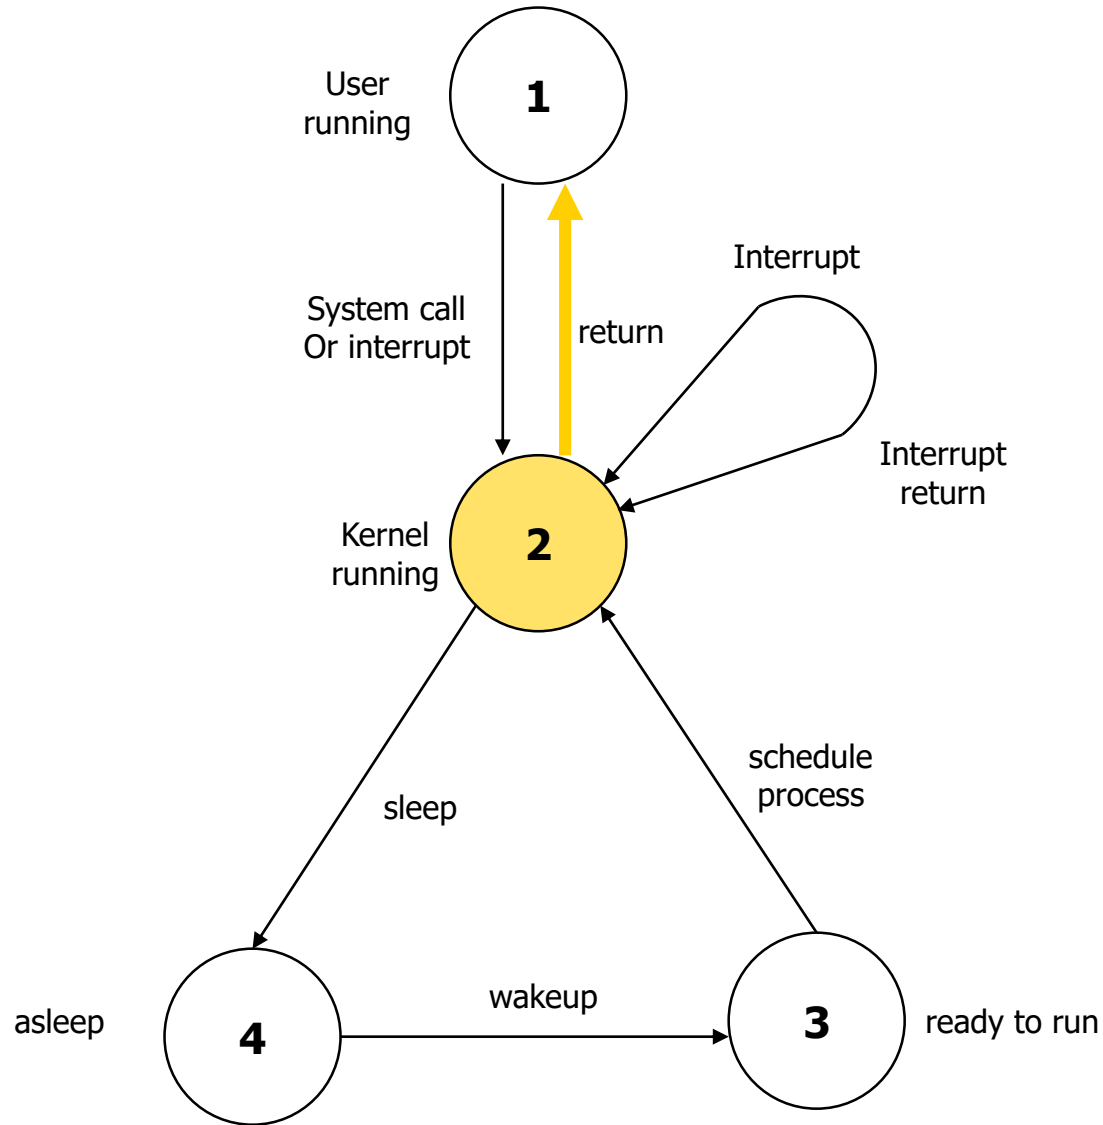 User
running
1
System call
Or interrupt
return
Interrupt
Interrupt
return
Kernel
running
2
sleep
schedule
process
asleep
4
wakeup
3
ready to run